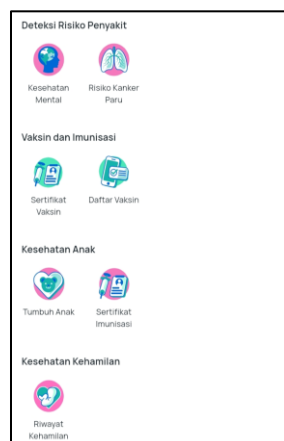 Deteksi Risiko Penyakit
Kesehatan
Mental
Risiko Kanker
Paru
Vaksin dan Imunisasi
Sertifikat
Vaksin
Daftar Vaksin
Kesehatan Anak
Tumbuh Anak
Sertifikat
Imunisasi
Kesehatan Kehamilan
Riwayat
Kehamilan